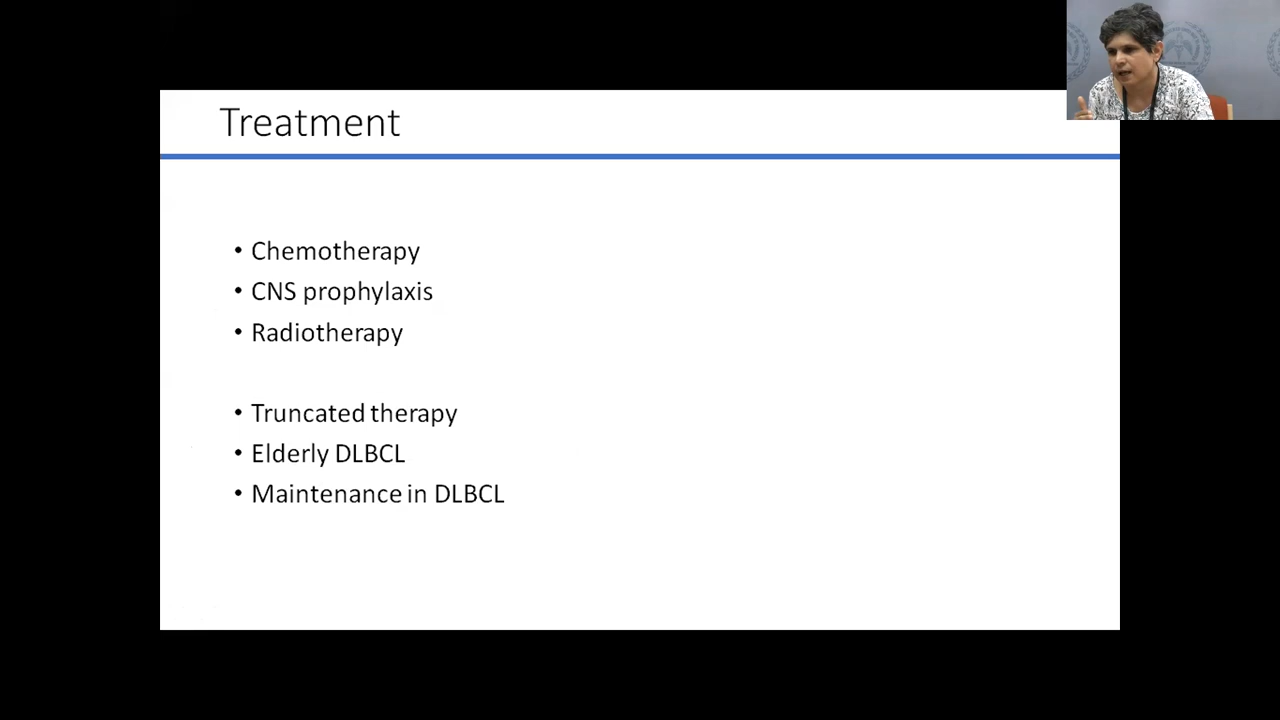 Treatment
• Chemotherapy
• CNS prophylaxis
• Radiotherapy
• Truncated therapy
• Elderly DLBCL
• Maintenance in DLBCL